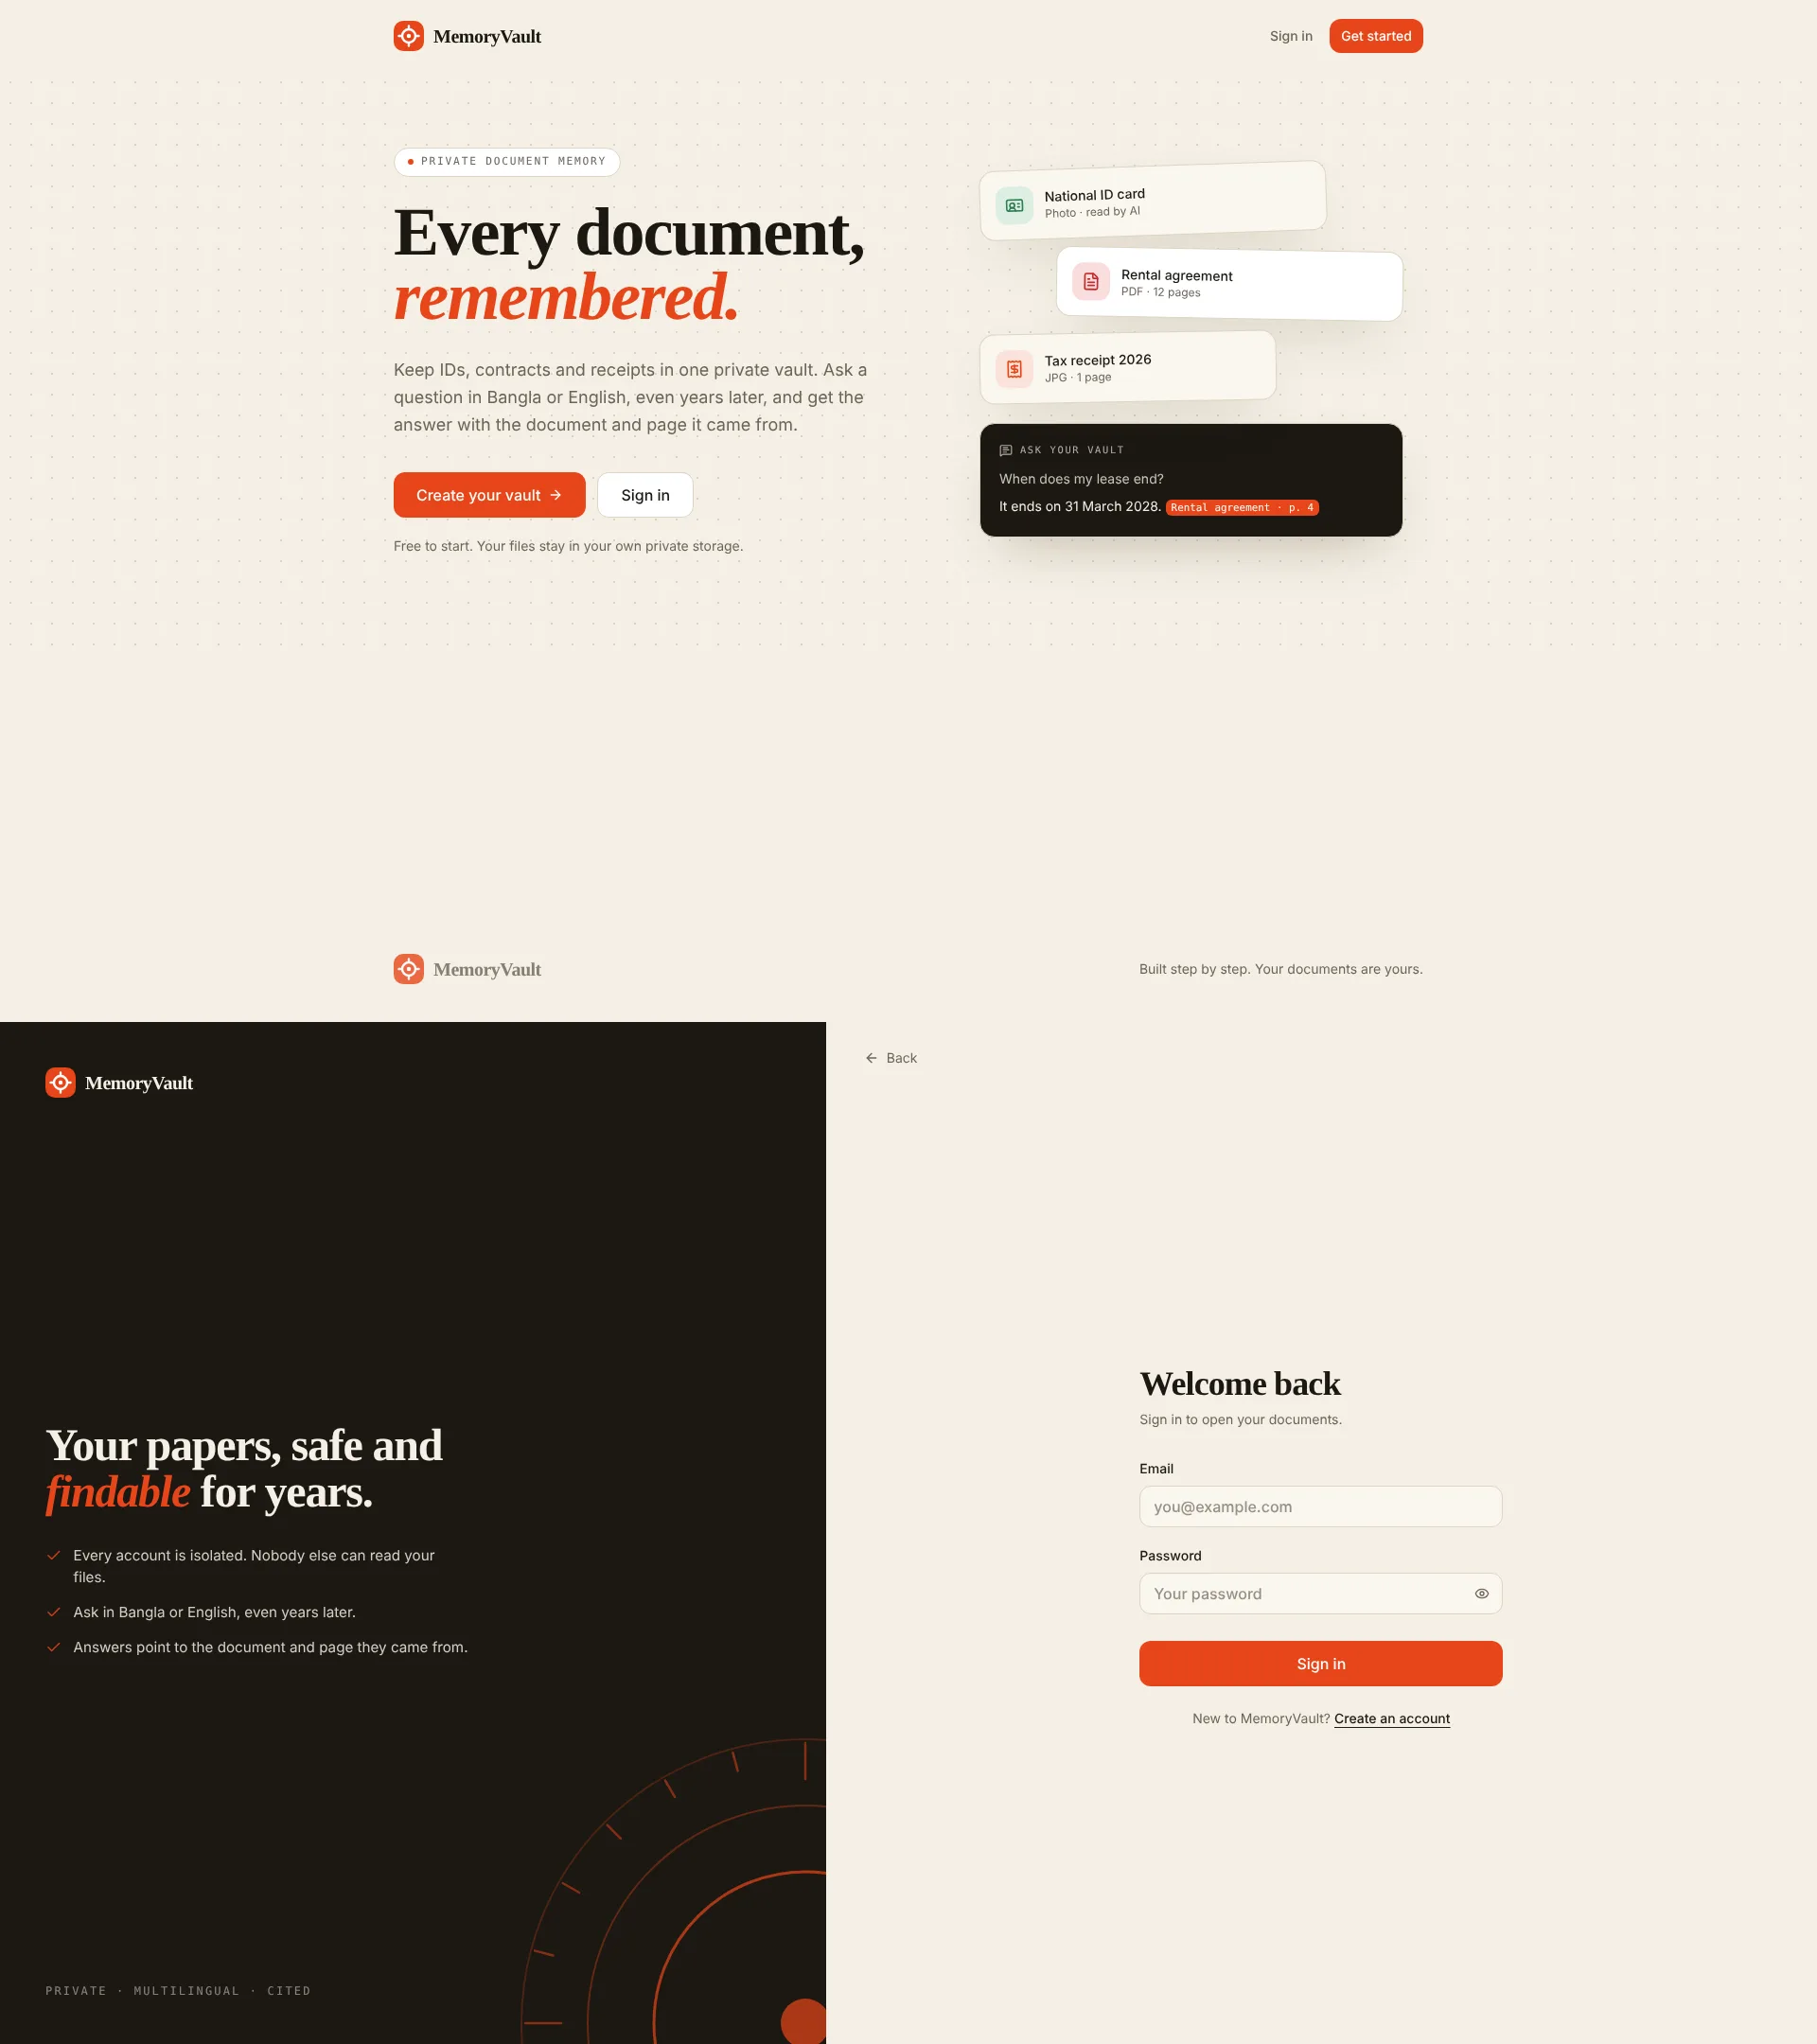 MemoryVault
Sign in
Get started
PRIVATE DOCUMENT MEMORY
Every document,
remembered.
Keep IDs, contracts and receipts in one private vault. Ask a
question in Bangla or English, even years later, and get the
answer with the document and page it came from.
Create your vault →
Sign in
Free to start. Your files stay in your own private storage.
National ID card
Photo · read by AI
Rental agreement
PDF · 12 pages
Tax receipt 2026
JPG · 1 page
ASK YOUR VAULT
When does my lease end?
It ends on 31 March 2028. Rental agreement · p. 4
MemoryVault
Built step by step. Your documents are yours.
MemoryVault
Your papers, safe and
findable for years.
Every account is isolated. Nobody else can read your
files.
Ask in Bangla or English, even years later.
Answers point to the document and page they came from.
PRIVATE · MULTILINGUAL · CITED
← Back
Welcome back
Sign in to open your documents.
Email
you@example.com
Password
Your password
Sign in
New to MemoryVault? Create an account